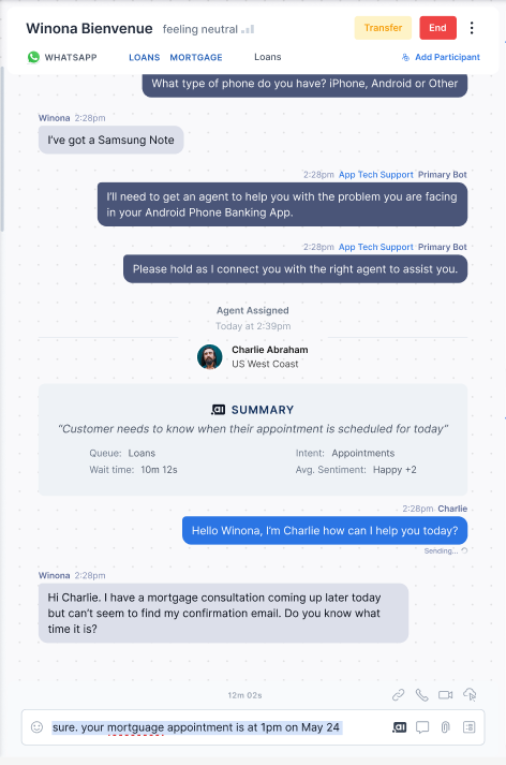 Winona Bienvenue feeling neutral
Transfer
End
WHATSAPP
LOANS MORTGAGE
Loans
Add Participant
What type of phone do you have? iPhone, Android or Other
Winona 2:28pm
I've got a Samsung Note
2:28pm App Tech Support Primary Bot
I'll need to get an agent to help you with the problem you are facing
in your Android Phone Banking App.
2:28pm App Tech Support Primary Bot
Please hold as I connect you with the right agent to assist you.
Agent Assigned
Today at 2:39pm
Charlie Abraham
US West Coast
.ai SUMMARY
“Customer needs to know when their appointment is scheduled for today”
Queue: Loans
Intent: Appointments
Wait time: 10m 12s
Avg. Sentiment: Happy +2
2:28pm Charlie
Hello Winona, I'm Charlie how can I help you today?
Sending...
Winona 2:28pm
Hi Charlie. I have a mortgage consultation coming up later today
but can't seem to find my confirmation email. Do you know what
time it is?
12m 02s
sure. your mortguage appointment is at 1pm on May 24
.ai